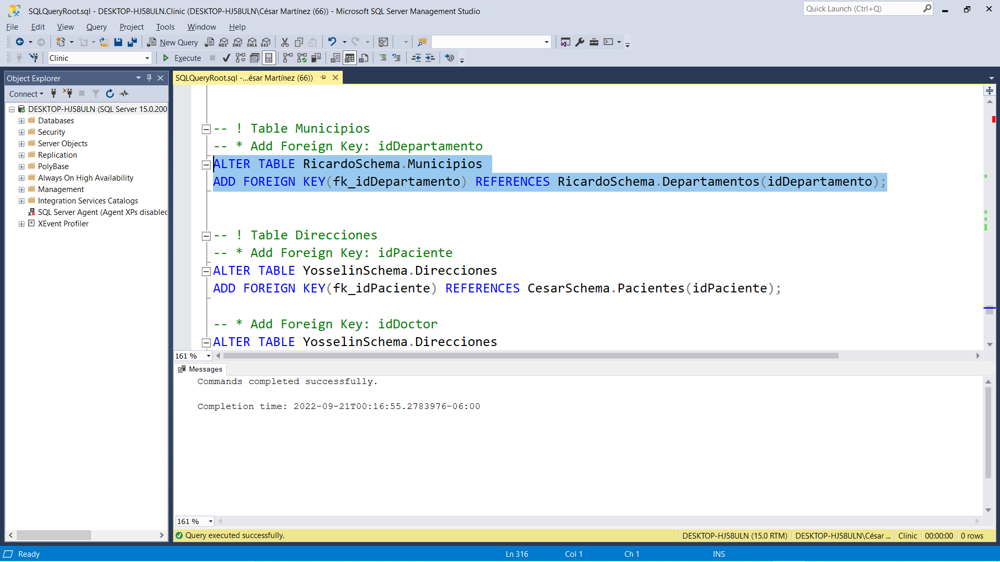 SQLQueryRoot.sql - DESKTOP-HJ58ULN.Clinic (DESKTOP-HJ58ULN\César Martínez (66)) - Microsoft SQL Server Management Studio
Quick Launch (Ctrl+Q)
File Edit View Query Project Tools Window Help
New Query MDX DMX XMLA DAX
Clinic Execute
Object Explorer
SQLQueryRoot.sql -...ésar Martínez (66))
Connect
DESKTOP-HJ58ULN (SQL Server 15.0.200
Databases
Security
Server Objects
Replication
PolyBase
Always On High Availability
Management
Integration Services Catalogs
SQL Server Agent (Agent XPs disabled
XEvent Profiler
-- ! Table Municipios
-- * Add Foreign Key: idDepartamento
ALTER TABLE RicardoSchema.Municipios
ADD FOREIGN KEY(fk_idDepartamento) REFERENCES RicardoSchema.Departamentos(idDepartamento);
-- ! Table Direcciones
-- * Add Foreign Key: idPaciente
ALTER TABLE YosselinSchema.Direcciones
ADD FOREIGN KEY(fk_idPaciente) REFERENCES CesarSchema.Pacientes(idPaciente);
-- * Add Foreign Key: idDoctor
ALTER TABLE YosselinSchema.Direcciones
161 %
Messages
Commands completed successfully.
Completion time: 2022-09-21T00:16:55.2783976-06:00
161 %
Query executed successfully. DESKTOP-HJ58ULN (15.0 RTM) DESKTOP-HJ58ULN\César ... Clinic 00:00:00 0 rows
Ready Ln 316 Col 1 Ch 1 INS